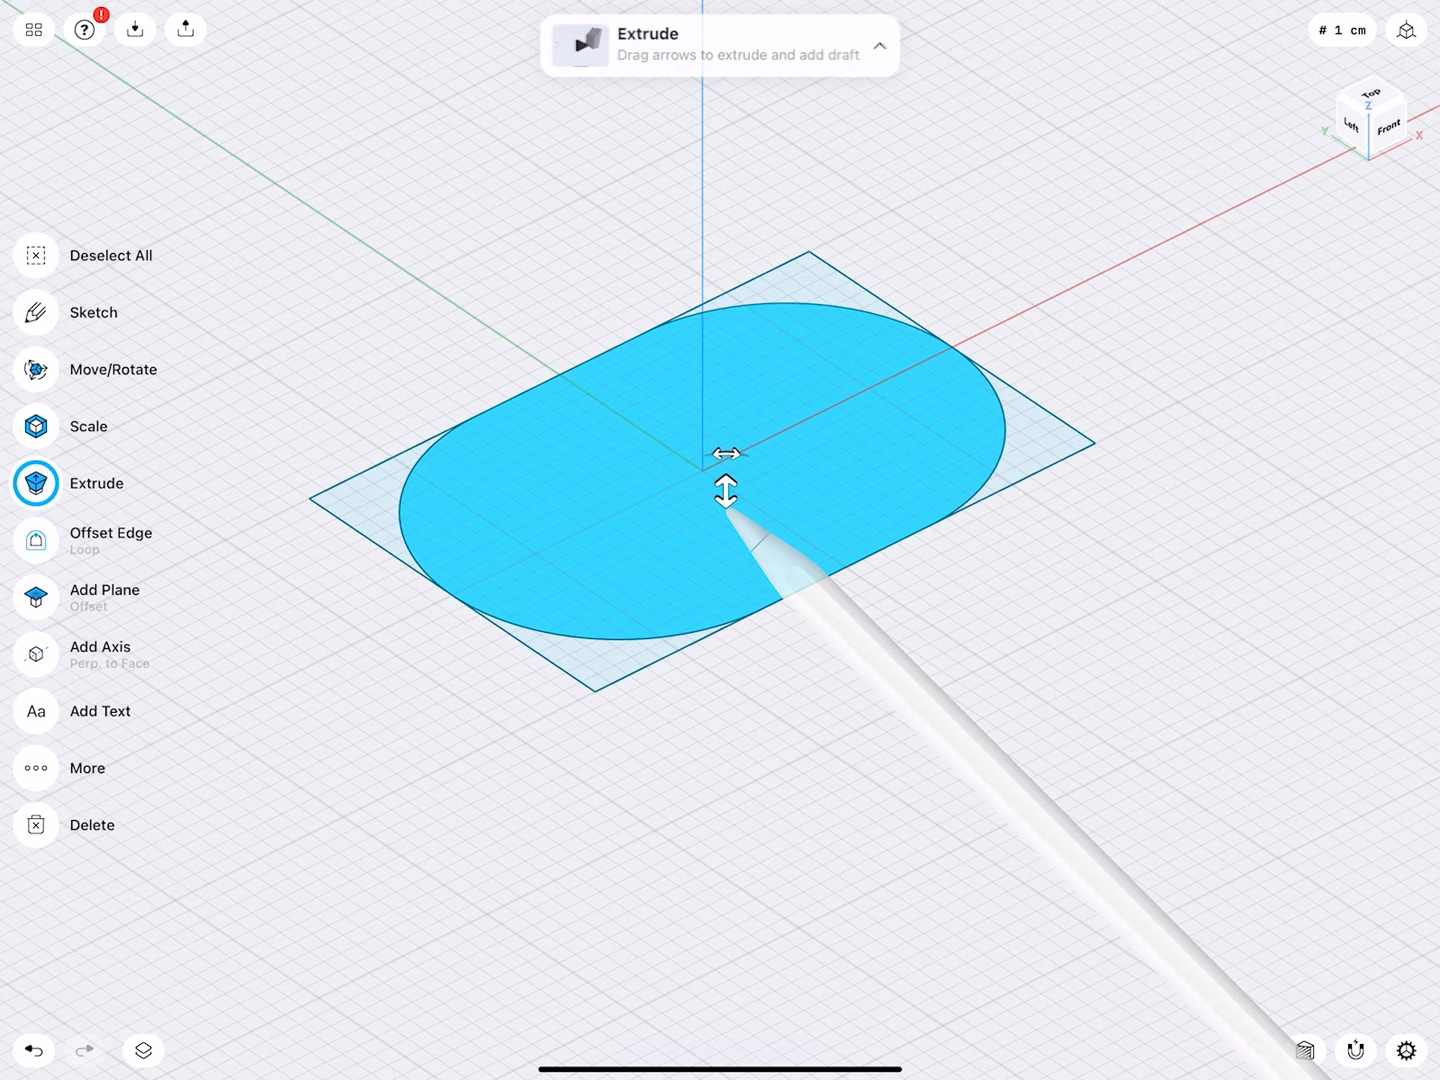 Extrude
Drag arrows to extrude and add draft
# 1 cm
Top
Z
Left
Front
Y
X
Deselect All
Sketch
Move/Rotate
Scale
Extrude
Offset Edge
Loop
Add Plane
Offset
Add Axis
Perp. to Face
Aa
Add Text
More
Delete